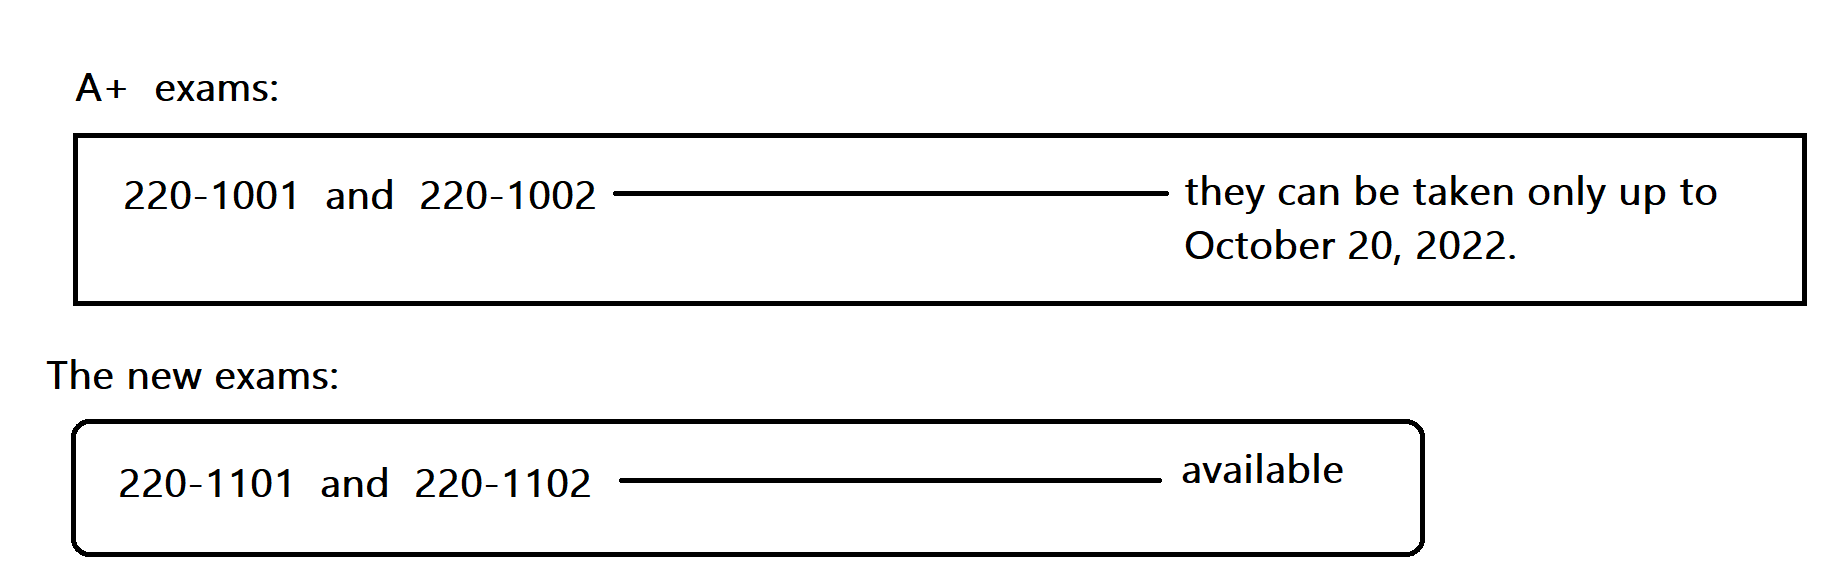 A+ exams:
220-1001 and 220-1002 they can be taken only up to
October 20, 2022.
The new exams:
220-1101 and 220-1102 available